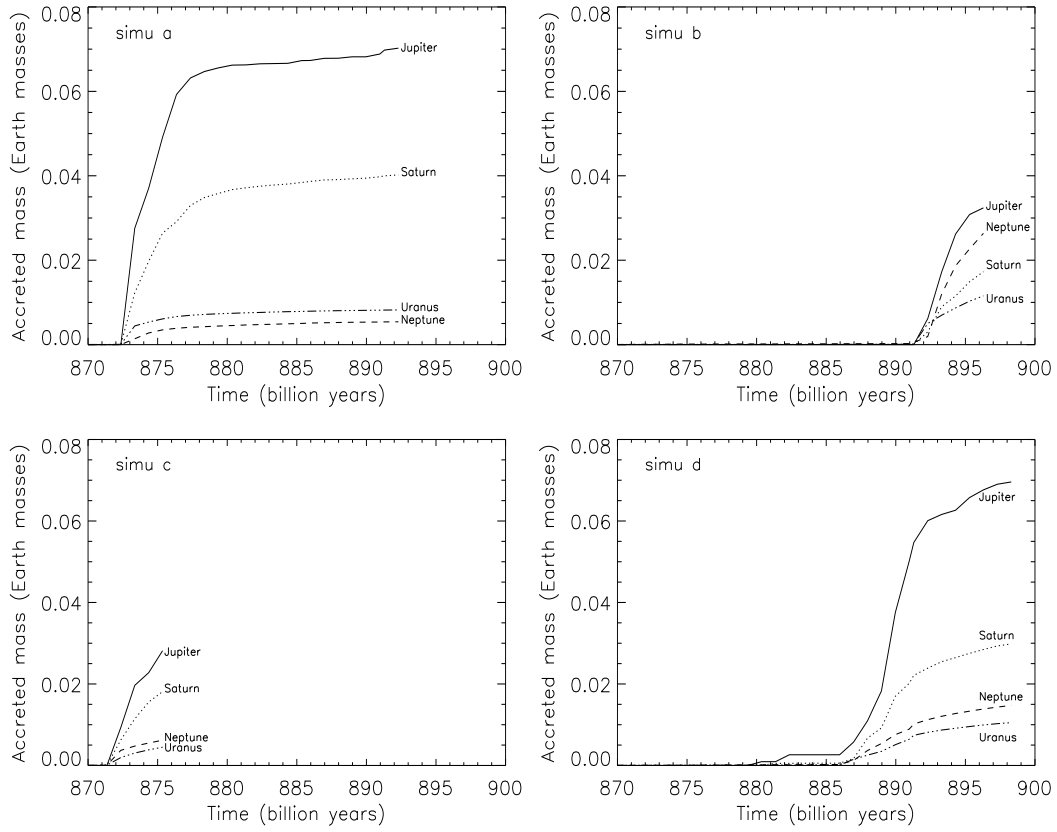 simu a
0.08
0.06
0.04
0.02
0.00
Accreted mass (Earth masses)
Jupiter
Saturn
Uranus
Neptune
870 875 880 885 890 895 900
Time (billion years)
simu b
0.08
0.06
0.04
0.02
0.00
Accreted mass (Earth masses)
Jupiter
Neptune
Saturn
Uranus
870 875 880 885 890 895 900
Time (billion years)
simu c
0.08
0.06
0.04
0.02
0.00
Accreted mass (Earth masses)
Jupiter
Saturn
Neptune
Uranus
870 875 880 885 890 895 900
Time (billion years)
simu d
0.08
0.06
0.04
0.02
0.00
Accreted mass (Earth masses)
Jupiter
Saturn
Neptune
Uranus
870 875 880 885 890 895 900
Time (billion years)